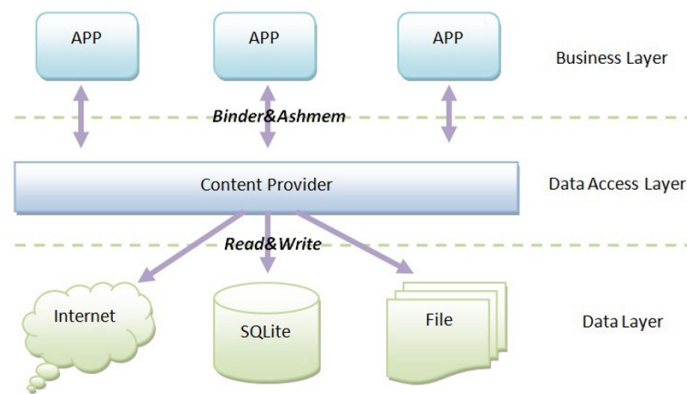 APP
APP
APP
Business Layer
Binder&Ashmem
Content Provider
Data Access Layer
Read&Write
Internet
SQLite
File
Data Layer